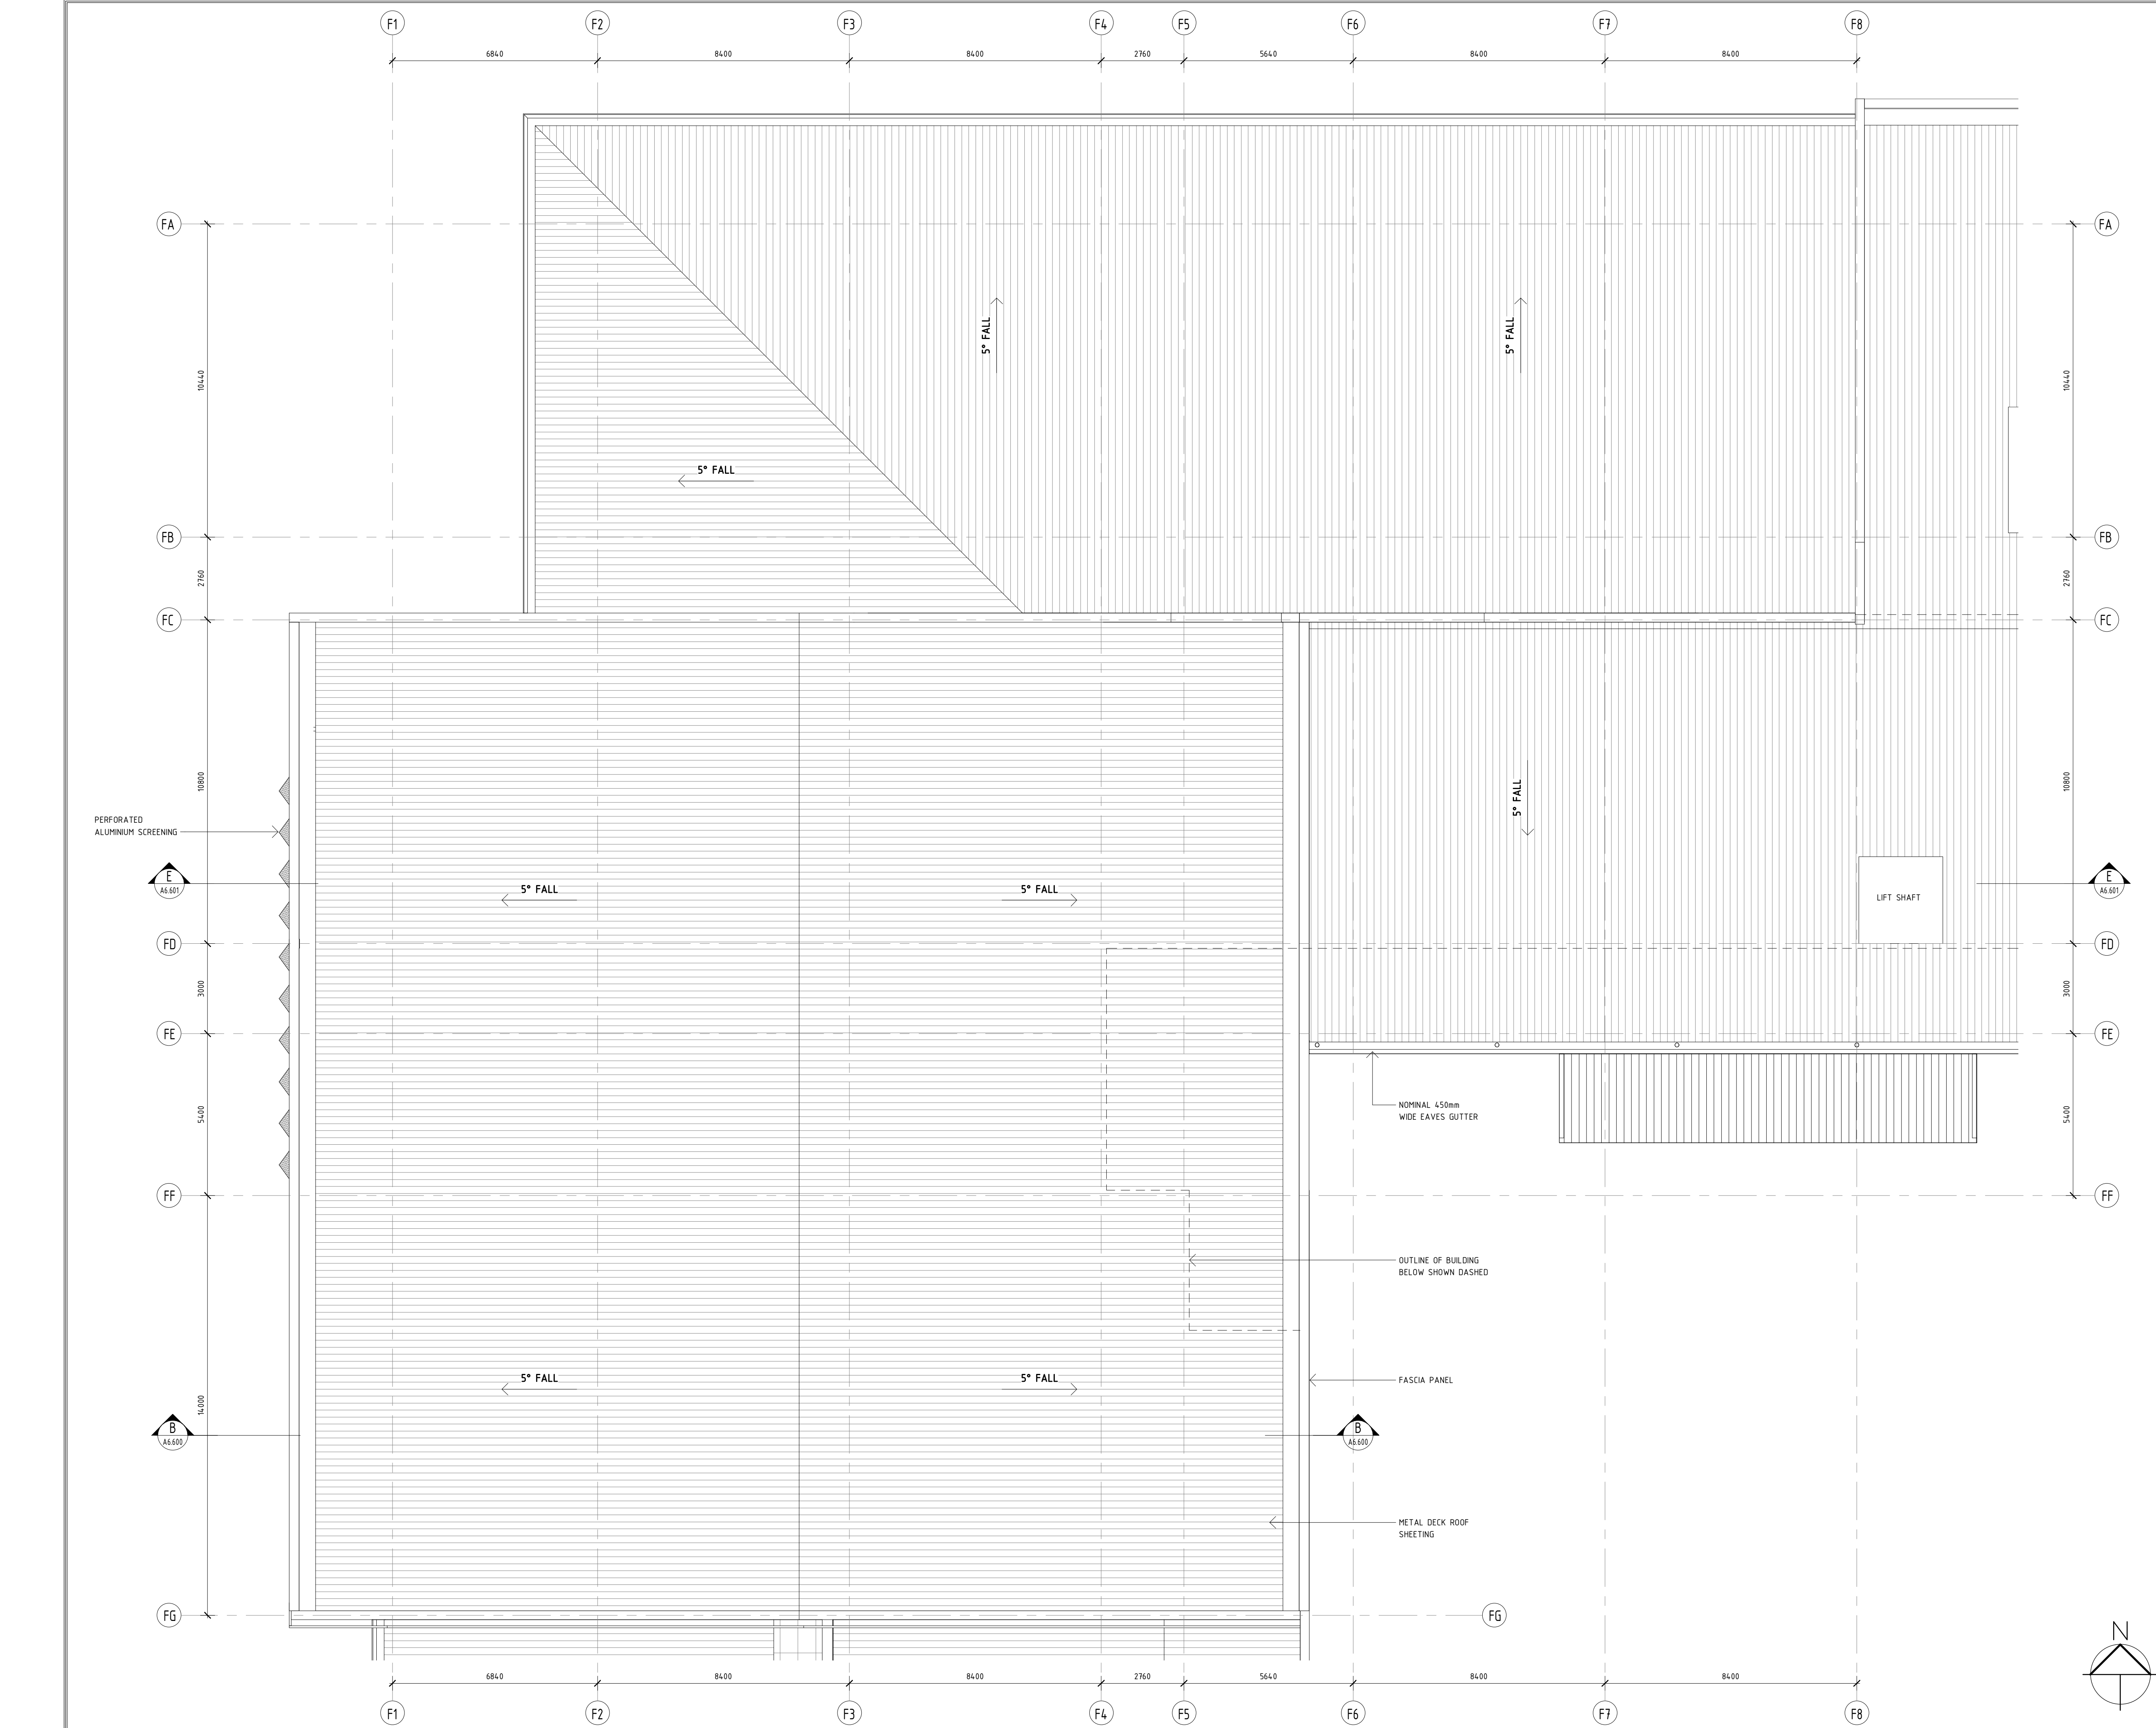 F1 F2 F3 F4 F5 F6 F7 F8
6840 8400 8400 2760 5640 8400 8400
FA FA
5° FALL
5° FALL
10440 10440
5° FALL
FB FB
2760 2760
FC FC
10800 10800
5° FALL
PERFORATED
ALUMINIUM SCREENING
E
A6.601
E
A6.601
5° FALL 5° FALL
LIFT SHAFT
FD FD
3000 3000
FE FE
NOMINAL 450mm
WIDE EAVES GUTTER
5400 5400
FF FF
OUTLINE OF BUILDING
BELOW SHOWN DASHED
5° FALL 5° FALL
FASCIA PANEL
14000
B
A6.600
B
A6.600
METAL DECK ROOF
SHEETING
FG FG
N
6840 8400 8400 2760 5640 8400 8400
F1 F2 F3 F4 F5 F6 F7 F8